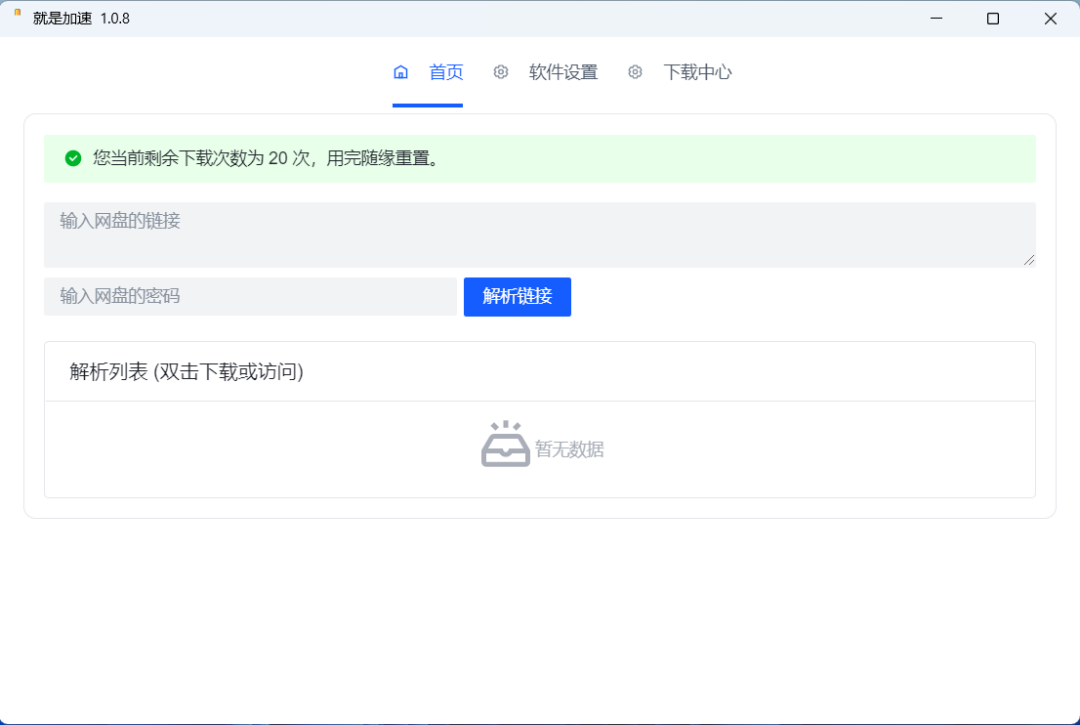 就是加速 1.0.8
首页 软件设置 下载中心
您当前剩余下载次数为 20 次，用完随缘重置。
输入网盘的链接
输入网盘的密码 解析链接
解析列表 (双击下载或访问)
暂无数据